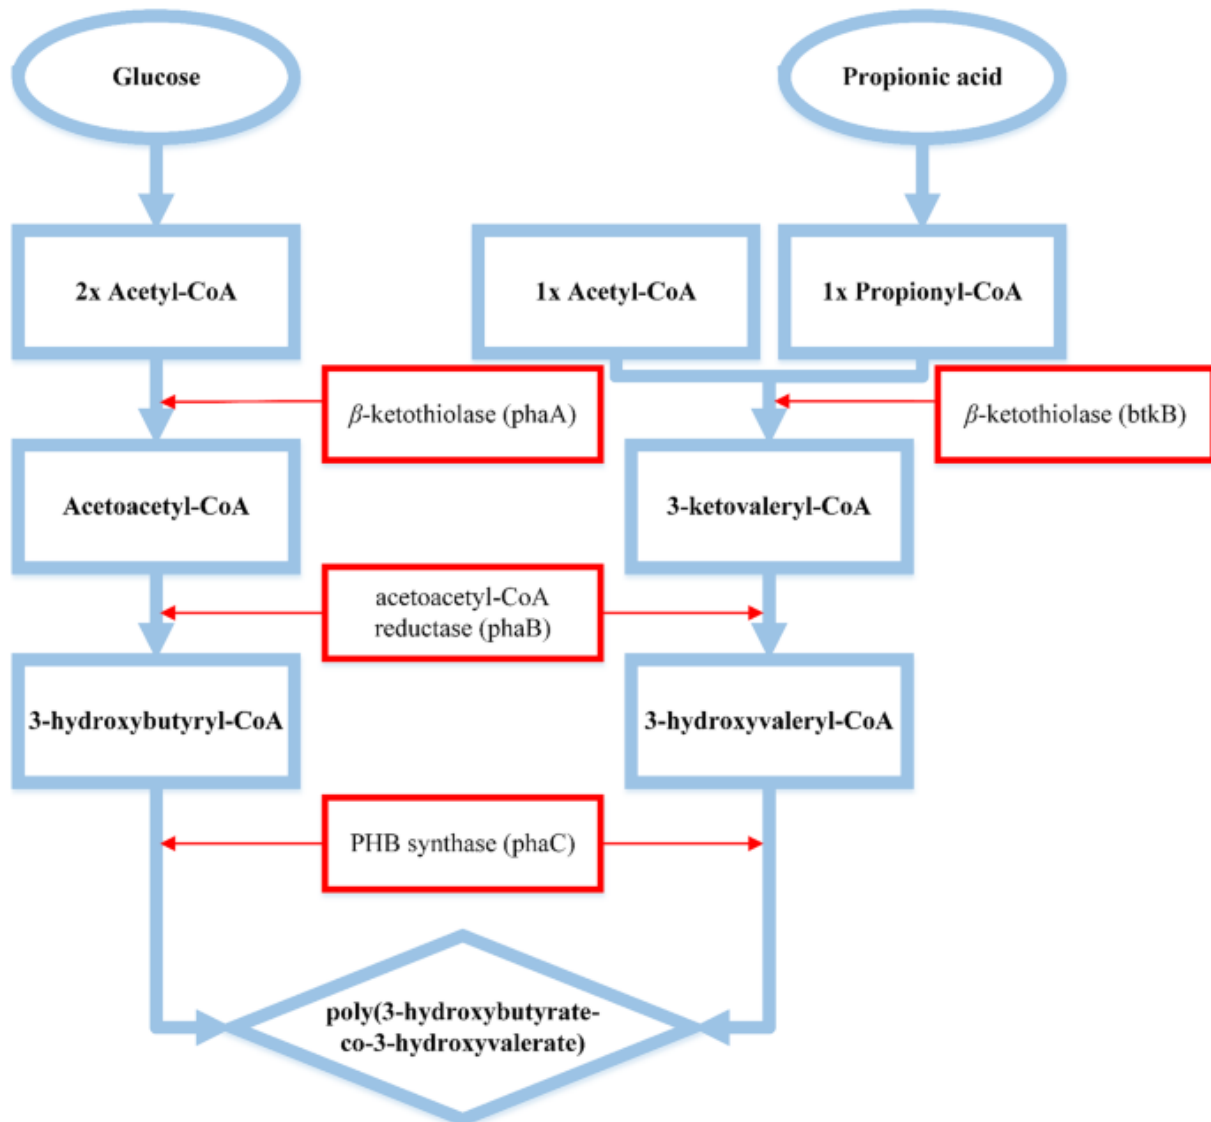 Glucose
Propionic acid
2x Acetyl-CoA
1x Acetyl-CoA
1x Propionyl-CoA
β-ketothiolase (phaA)
β-ketothiolase (btkB)
Acetoacetyl-CoA
3-ketovaleryl-CoA
acetoacetyl-CoA
reductase (phaB)
3-hydroxybutyryl-CoA
3-hydroxyvaleryl-CoA
PHB synthase (phaC)
poly(3-hydroxybutyrate-
co-3-hydroxyvalerate)